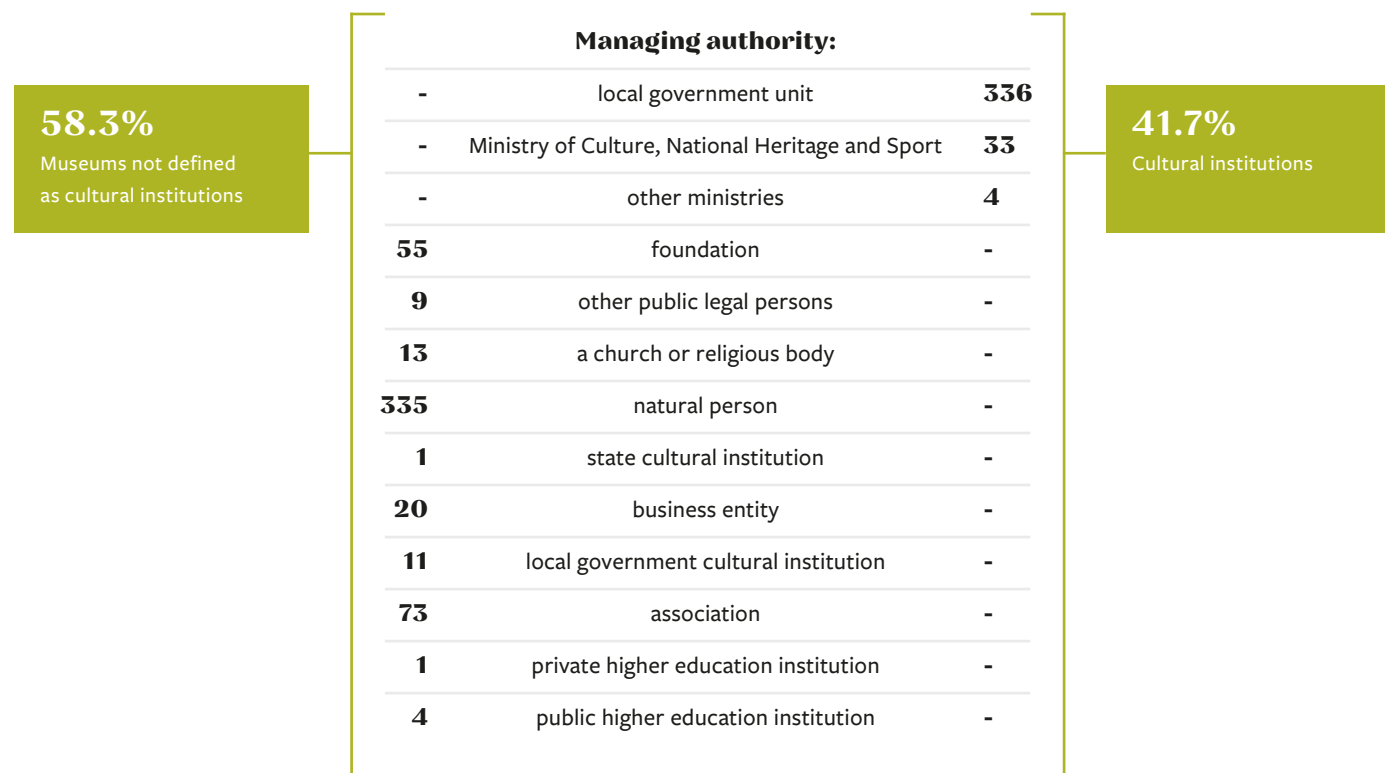 Managing authority:
58.3%
Museums not defined
as cultural institutions
41.7%
Cultural institutions
- local government unit 336
- Ministry of Culture, National Heritage and Sport 33
- other ministries 4
55 foundation -
9 other public legal persons -
13 a church or religious body -
335 natural person -
1 state cultural institution -
20 business entity -
11 local government cultural institution -
73 association -
1 private higher education institution -
4 public higher education institution -